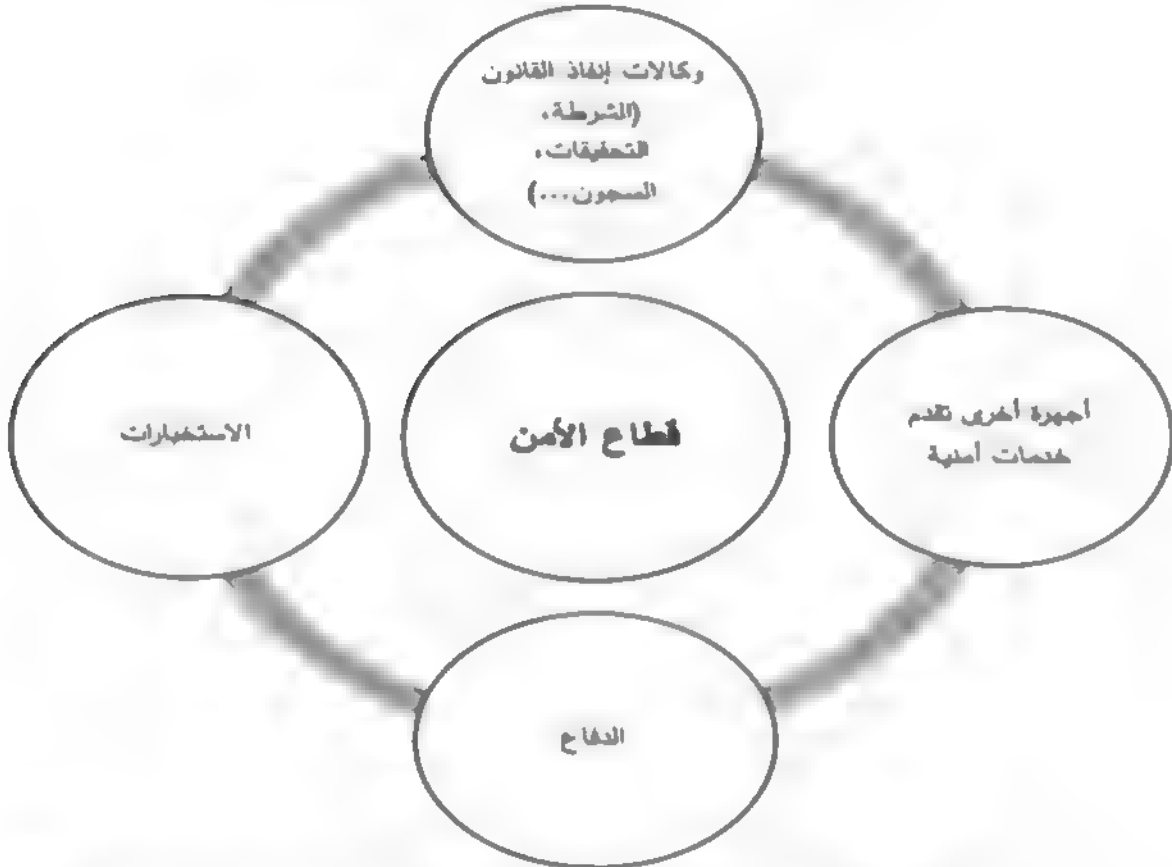 وكالات إنفاذ القانون
(الشرطة،
التحقيقات،
السجون...)
أجهزة أخرى تقدم
خدمات أمنية
قطاع الأمن
الاستخبارات
الدفاع